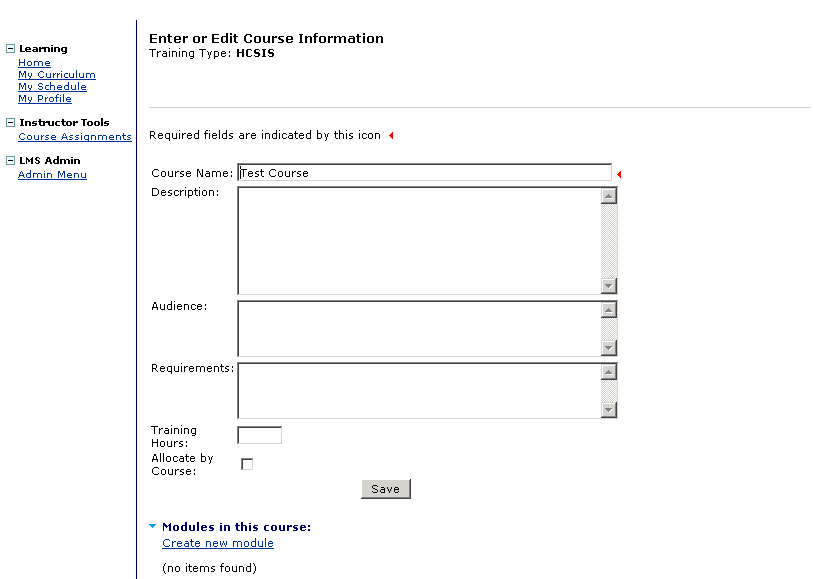 Learning
Home
My Curriculum
My Schedule
My Profile
Instructor Tools
Course Assignments
LMS Admin
Admin Menu
Enter or Edit Course Information
Training Type: HCSIS
Required fields are indicated by this icon
Course Name: Test Course
Description:
Audience:
Requirements:
Training
Hours:
Allocate by
Course:
Save
Modules in this course:
Create new module
(no items found)